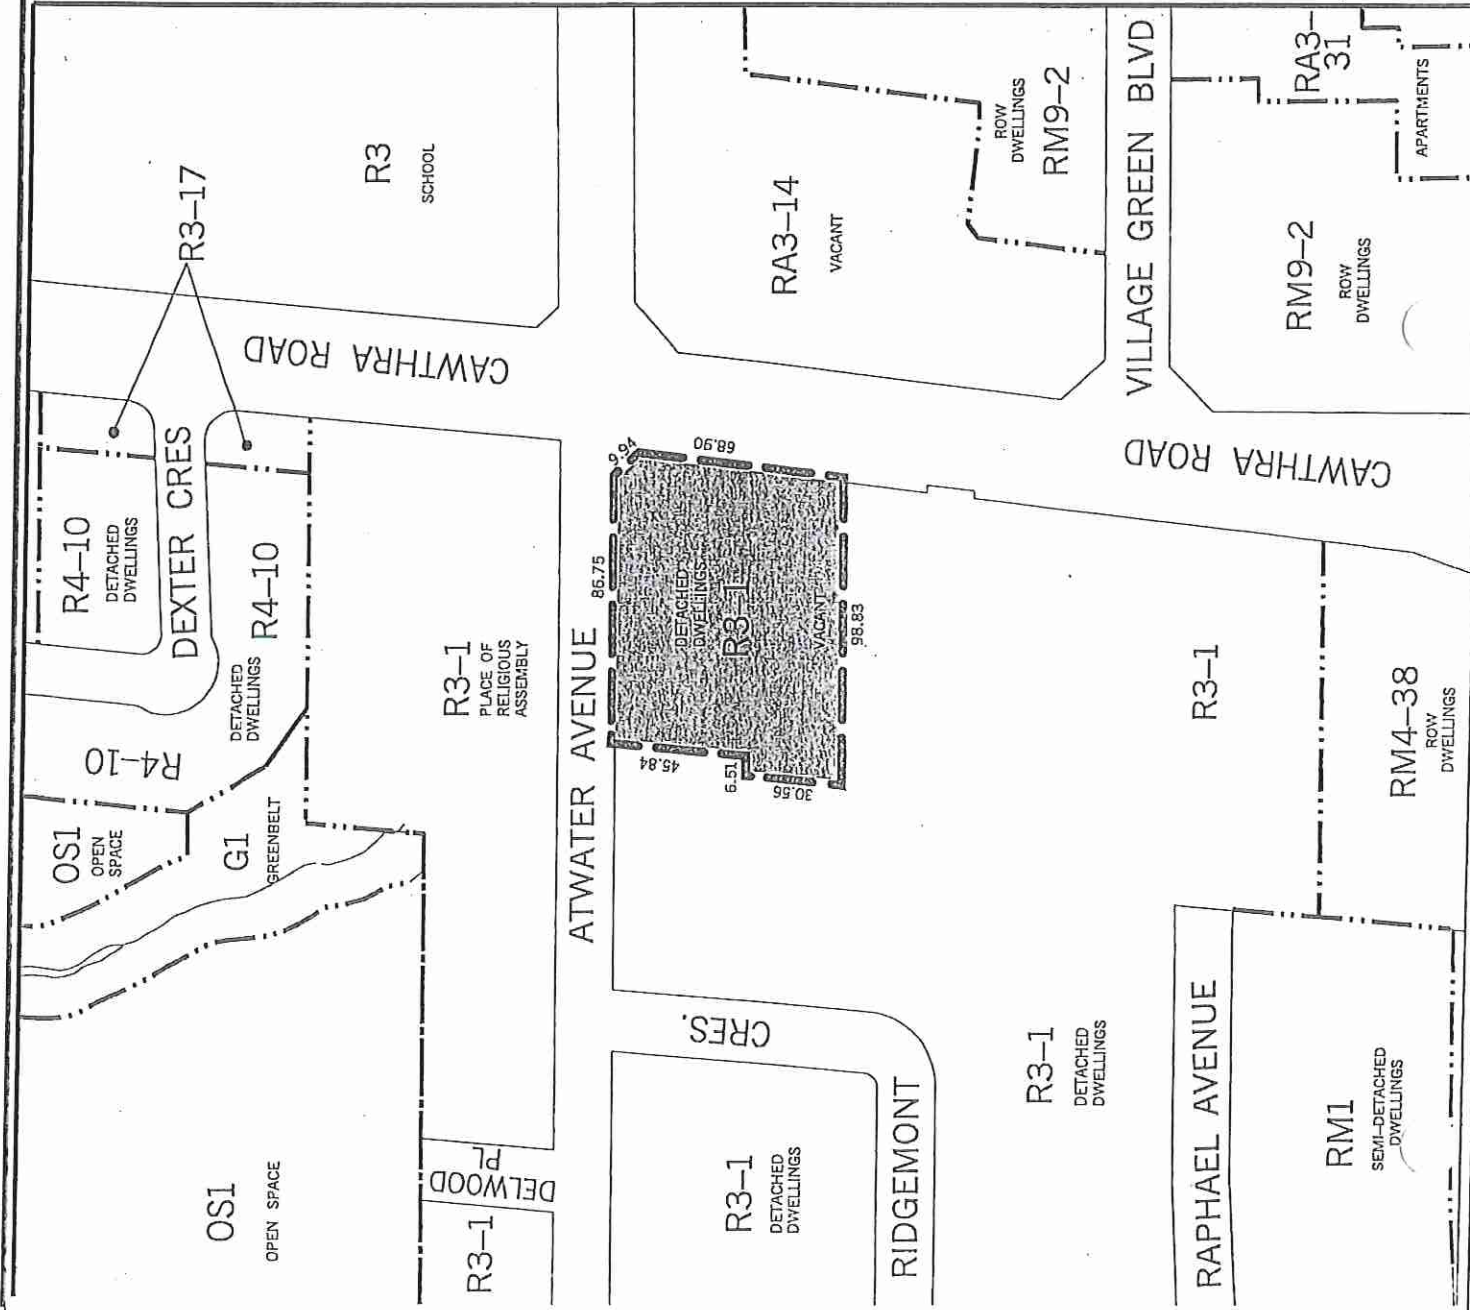 R3-17
R3
SCHOOL
CAWTHRA ROAD
R4-10
DETACHED
DWELLINGS
DEXTER CRES
R4-10
DETACHED
DWELLINGS
R4-10
OS1
OPEN
SPACE
G1
GREENBELT
OS1
OPEN SPACE
R3-1
PLACE OF
RELIGIOUS
ASSEMBLY
DELWOOD
PL
R3-1
ATWATER AVENUE
RA3-14
VACANT
ROW
DWELLINGS
RM9-2
VILLAGE GREEN BLVD
RA3-
31
APARTMENTS
RM9-2
ROW
DWELLINGS
CAWTHRA ROAD
9.94
68.90
86.75
DETACHED
DWELLINGS
R3-1
VACANT
98.83
45.84
6.51
30.56
CRES.
RIDGEMONT
R3-1
DETACHED
DWELLINGS
R3-1
DETACHED
DWELLINGS
R3-1
RM4-38
ROW
DWELLINGS
RAPHAEL AVENUE
RM1
SEMI-DETACHED
DWELLINGS